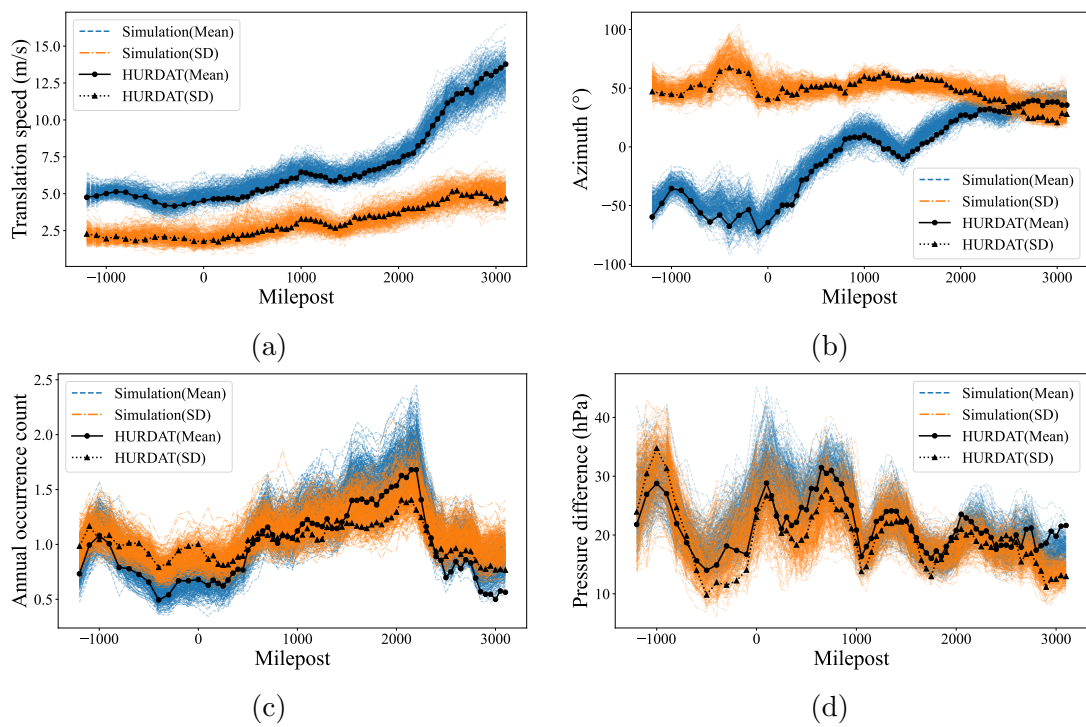 Translation speed (m/s)
15.0
12.5
10.0
7.5
5.0
2.5
Simulation(Mean)
Simulation(SD)
HURDAT(Mean)
HURDAT(SD)
−1000 0 1000 2000 3000
Milepost
(a)
Azimuth (°)
100
50
0
−50
−100
Simulation(Mean)
Simulation(SD)
HURDAT(Mean)
HURDAT(SD)
−1000 0 1000 2000 3000
Milepost
(b)
Annual occurrence count
2.5
2.0
1.5
1.0
0.5
Simulation(Mean)
Simulation(SD)
HURDAT(Mean)
HURDAT(SD)
−1000 0 1000 2000 3000
Milepost
(c)
Pressure difference (hPa)
40
30
20
10
Simulation(Mean)
Simulation(SD)
HURDAT(Mean)
HURDAT(SD)
−1000 0 1000 2000 3000
Milepost
(d)